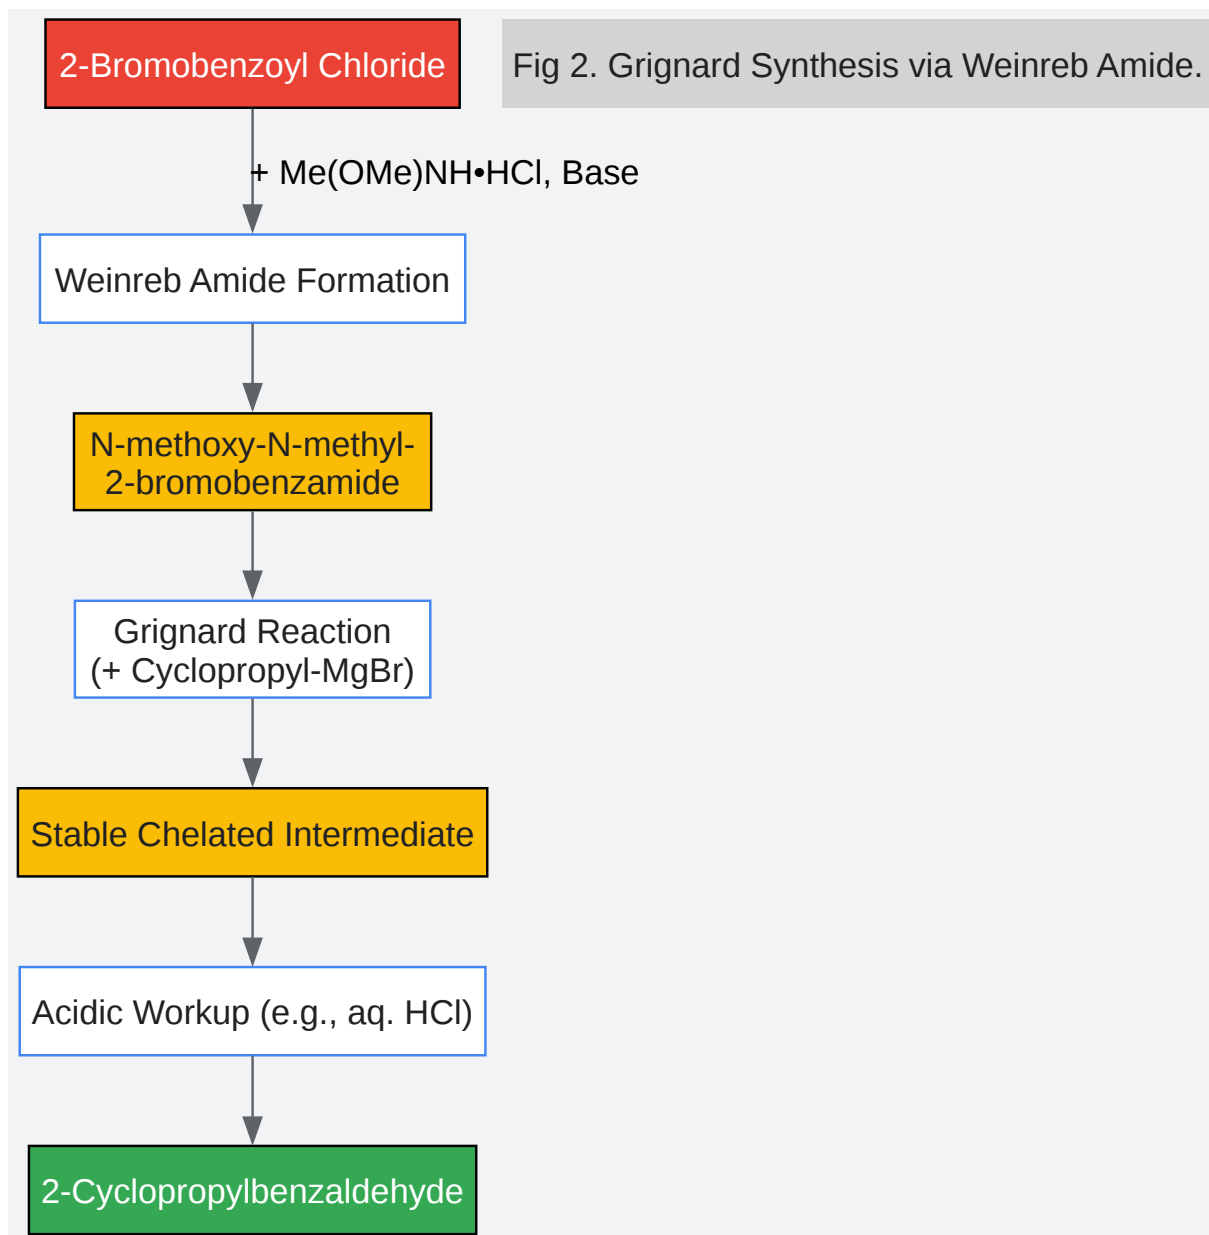 2-Bromobenzoyl Chloride
Fig 2. Grignard Synthesis via Weinreb Amide.
+ Me(OMe)NH•HCl, Base
Weinreb Amide Formation
N-methoxy-N-methyl-
2-bromobenzamide
Grignard Reaction
(+ Cyclopropyl-MgBr)
Stable Chelated Intermediate
Acidic Workup (e.g., aq. HCl)
2-Cyclopropylbenzaldehyde